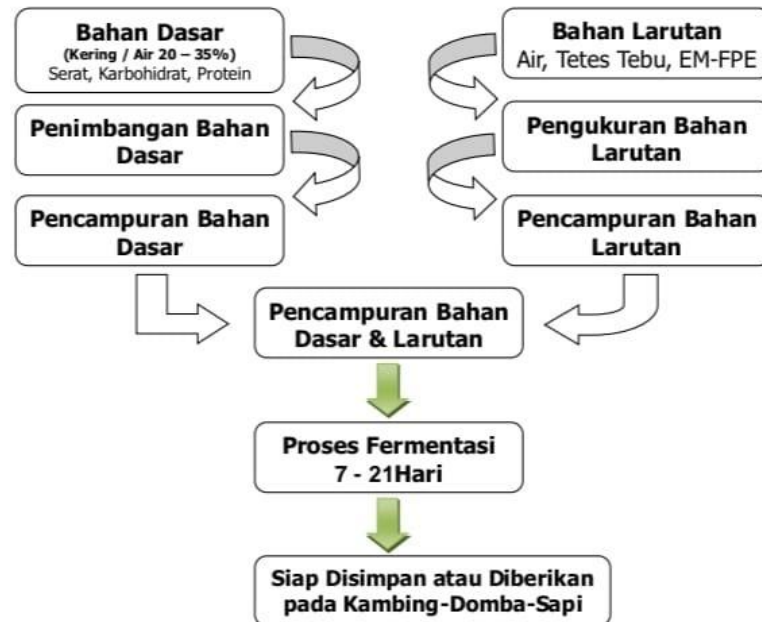 Bahan Dasar
(Kering / Air 20 – 35%)
Serat, Karbohidrat, Protein
Bahan Larutan
Air, Tetes Tebu, EM-FPE
Penimbangan Bahan
Dasar
Pengukuran Bahan
Larutan
Pencampuran Bahan
Dasar
Pencampuran Bahan
Larutan
Pencampuran Bahan
Dasar & Larutan
Proses Fermentasi
7 - 21Hari
Siap Disimpan atau Diberikan
pada Kambing-Domba-Sapi